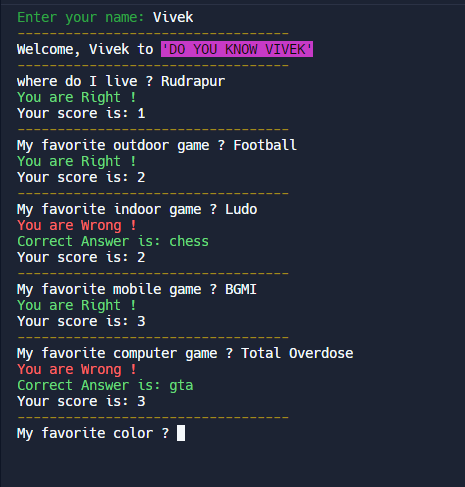 Enter your name: Vivek
----------------------------------
Welcome, Vivek to 'DO YOU KNOW VIVEK'
----------------------------------
where do I live ? Rudrapur
You are Right !
Your score is: 1
----------------------------------
My favorite outdoor game ? Football
You are Right !
Your score is: 2
----------------------------------
My favorite indoor game ? Ludo
You are Wrong !
Correct Answer is: chess
Your score is: 2
----------------------------------
My favorite mobile game ? BGMI
You are Right !
Your score is: 3
----------------------------------
My favorite computer game ? Total Overdose
You are Wrong !
Correct Answer is: gta
Your score is: 3
----------------------------------
My favorite color ?